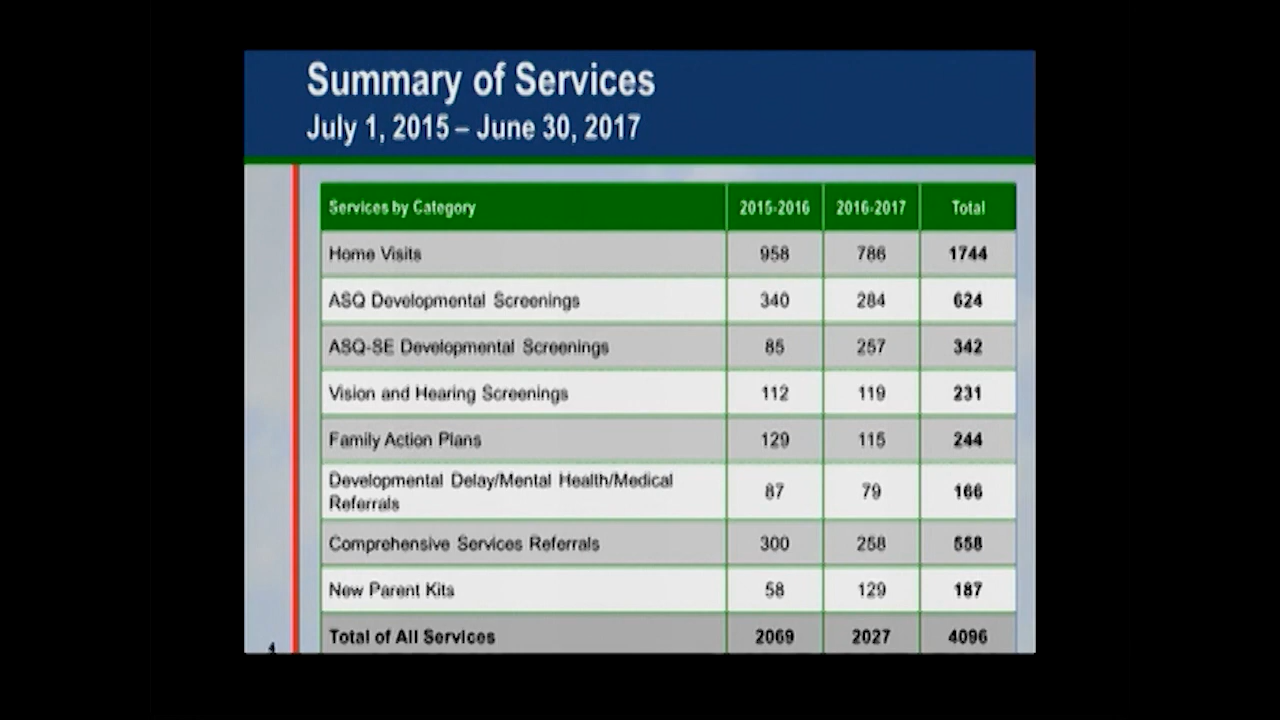 Summary of Services
July 1, 2015 – June 30, 2017
Services by Category 2015-2016 2016-2017 Total
Home Visits 958 786 1744
ASQ Developmental Screenings 340 284 624
ASQ-SE Developmental Screenings 85 257 342
Vision and Hearing Screenings 112 119 231
Family Action Plans 129 115 244
Developmental Delay/Mental Health/Medical
Referrals 87 79 166
Comprehensive Services Referrals 300 258 558
New Parent Kits 58 129 187
Total of All Services 2069 2027 4096
4